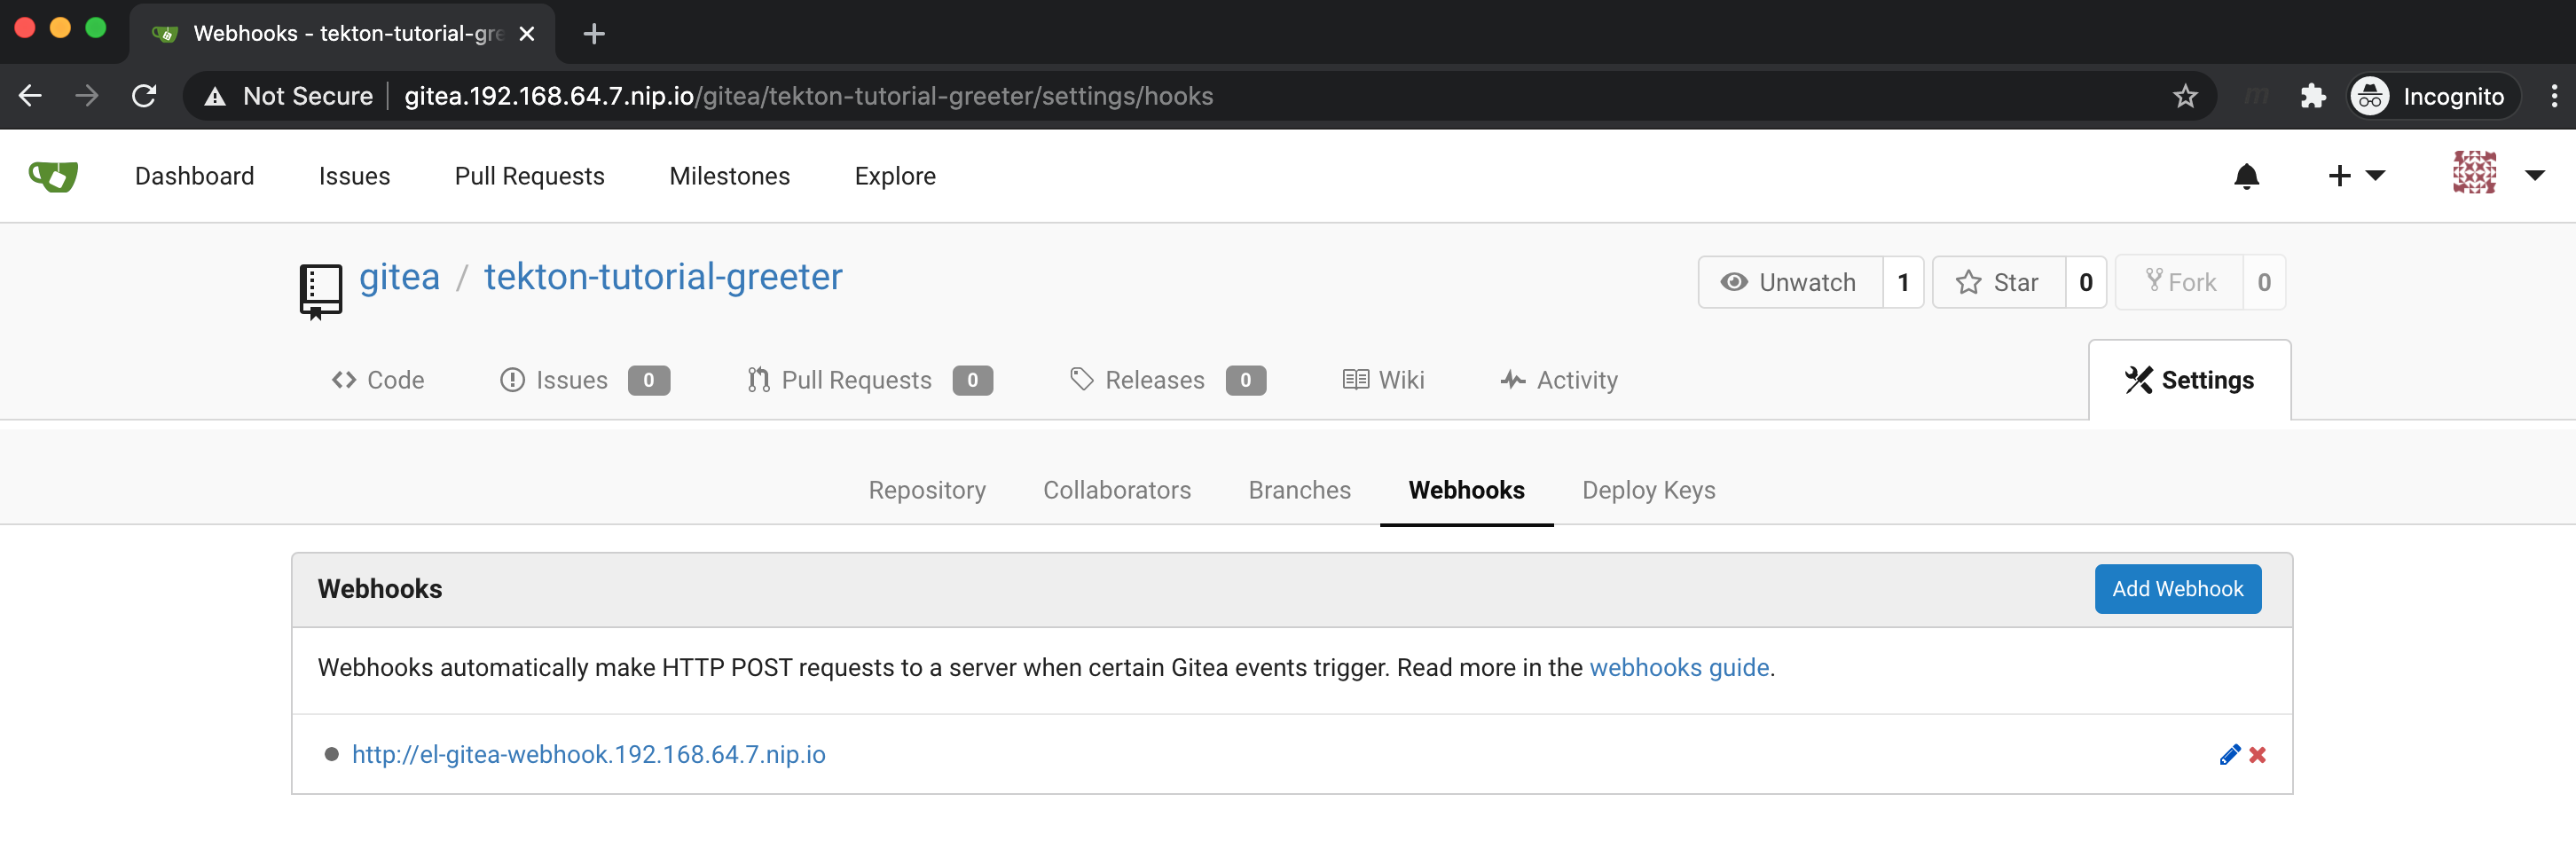 Webhooks - tekton-tutorial-gre
Not Secure gitea.192.168.64.7.nip.io/gitea/tekton-tutorial-greeter/settings/hooks m Incognito
Dashboard Issues Pull Requests Milestones Explore
gitea / tekton-tutorial-greeter Unwatch 1 Star 0 Fork 0
Code Issues 0 Pull Requests 0 Releases 0 Wiki Activity Settings
Repository Collaborators Branches Webhooks Deploy Keys
Webhooks Add Webhook
Webhooks automatically make HTTP POST requests to a server when certain Gitea events trigger. Read more in the webhooks guide.
http://el-gitea-webhook.192.168.64.7.nip.io